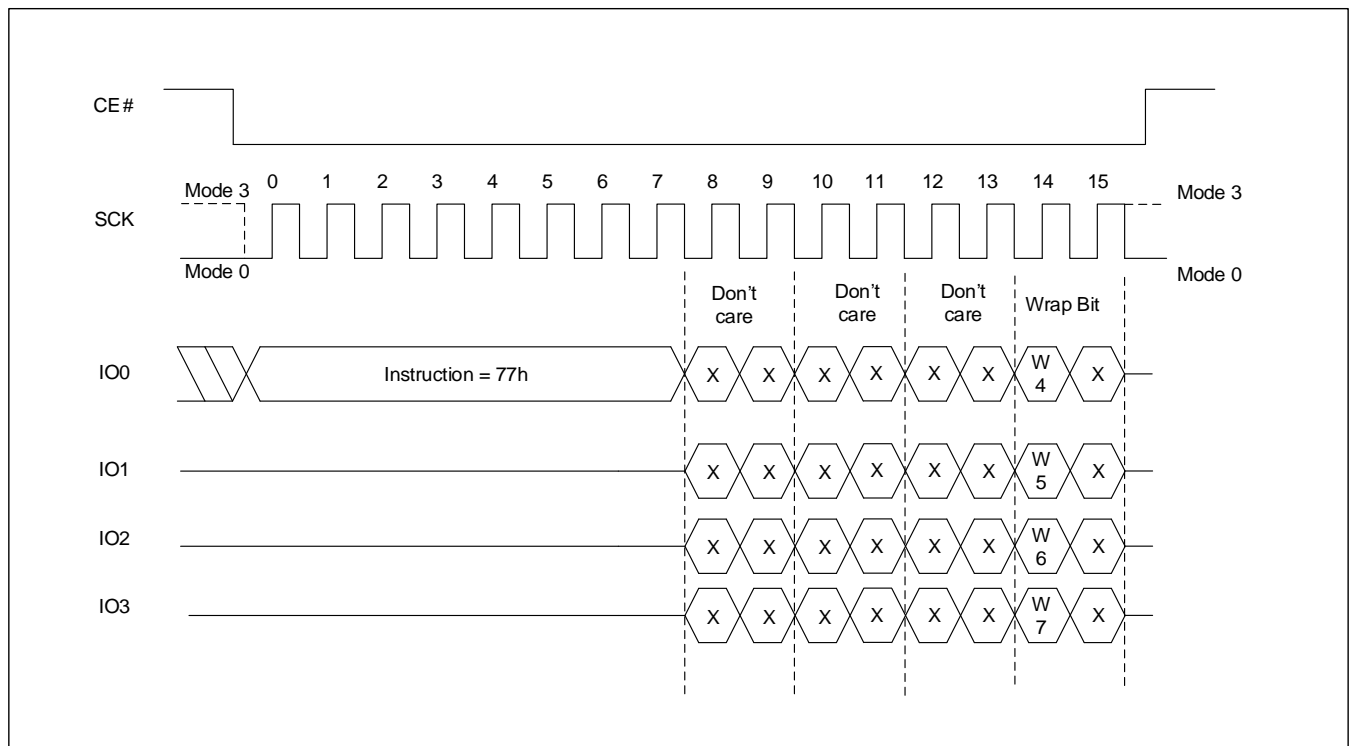 CE#
0 1 2 3 4 5 6 7 8 9 10 11 12 13 14 15
Mode 3
Mode 3
SCK
Mode 0
Mode 0
Don't care
Don't care
Don't care
Wrap Bit
IO0
Instruction = 77h
X X X X X X W 4 X
IO1
X X X X X X W 5 X
IO2
X X X X X X W 6 X
IO3
X X X X X X W 7 X